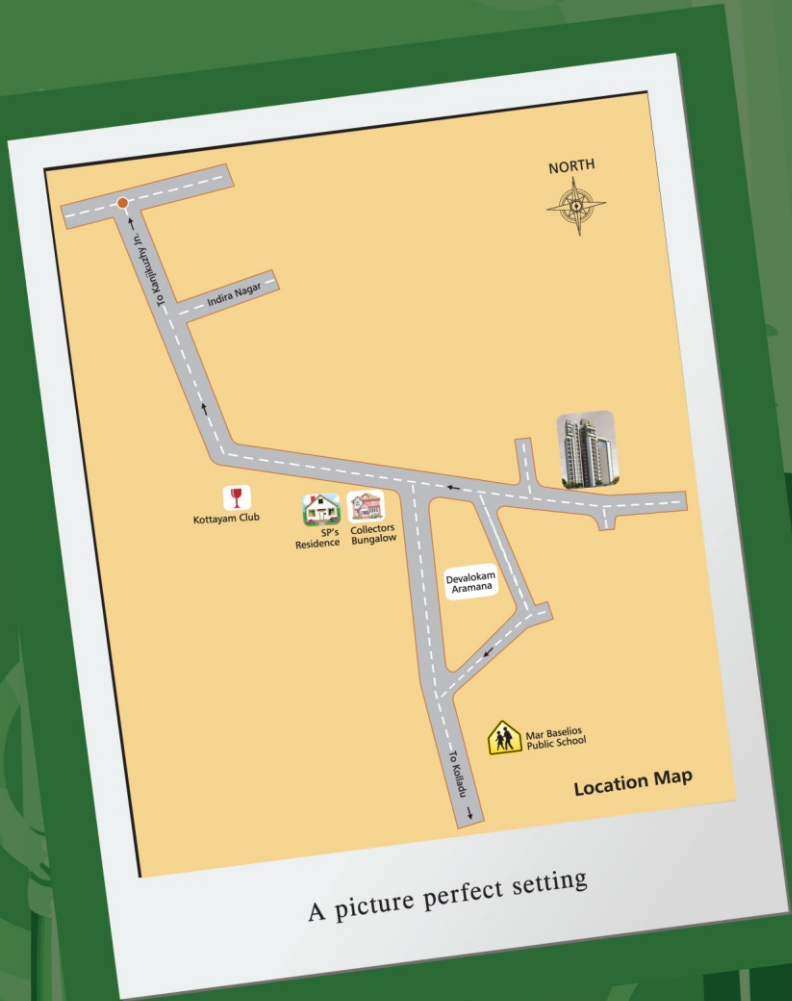 NORTH
To Kanjikuzhy Jn.
Indira Nagar
Kottayam Club
SP's
Residence
Collectors
Bungalow
Devalokam
Aramana
Mar Baselios
Public School
To Kolladu
Location Map
A picture perfect setting